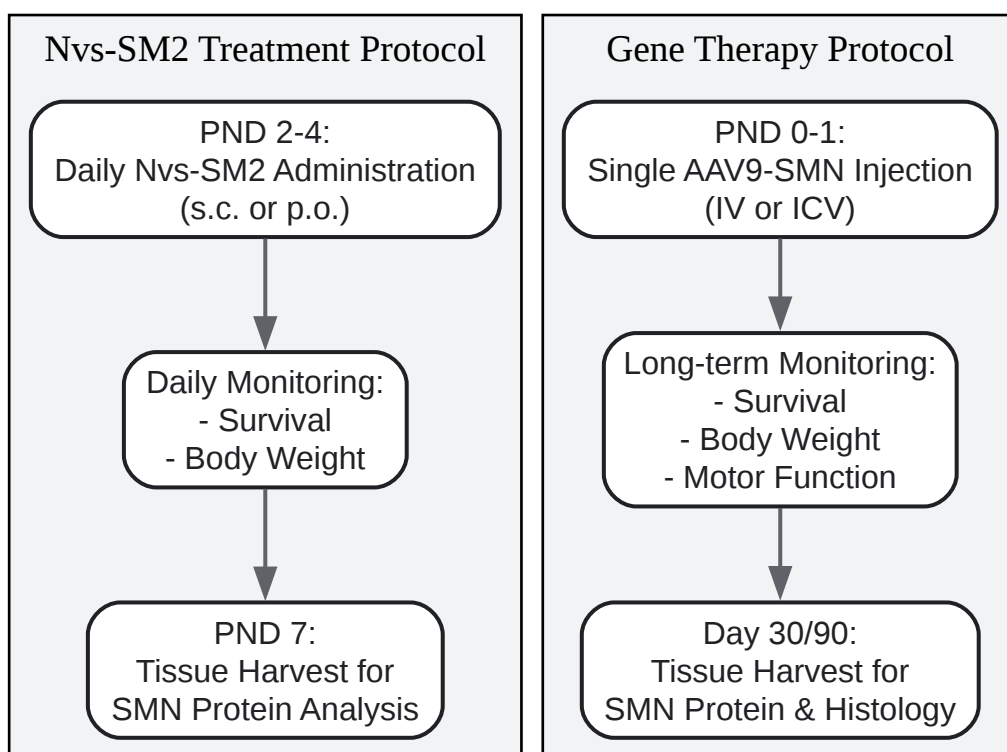 Nvs-SM2 Treatment Protocol
PND 2-4:
Daily Nvs-SM2 Administration
(s.c. or p.o.)
Daily Monitoring:
- Survival
- Body Weight
PND 7:
Tissue Harvest for
SMN Protein Analysis
Gene Therapy Protocol
PND 0-1:
Single AAV9-SMN Injection
(IV or ICV)
Long-term Monitoring:
- Survival
- Body Weight
- Motor Function
Day 30/90:
Tissue Harvest for
SMN Protein & Histology